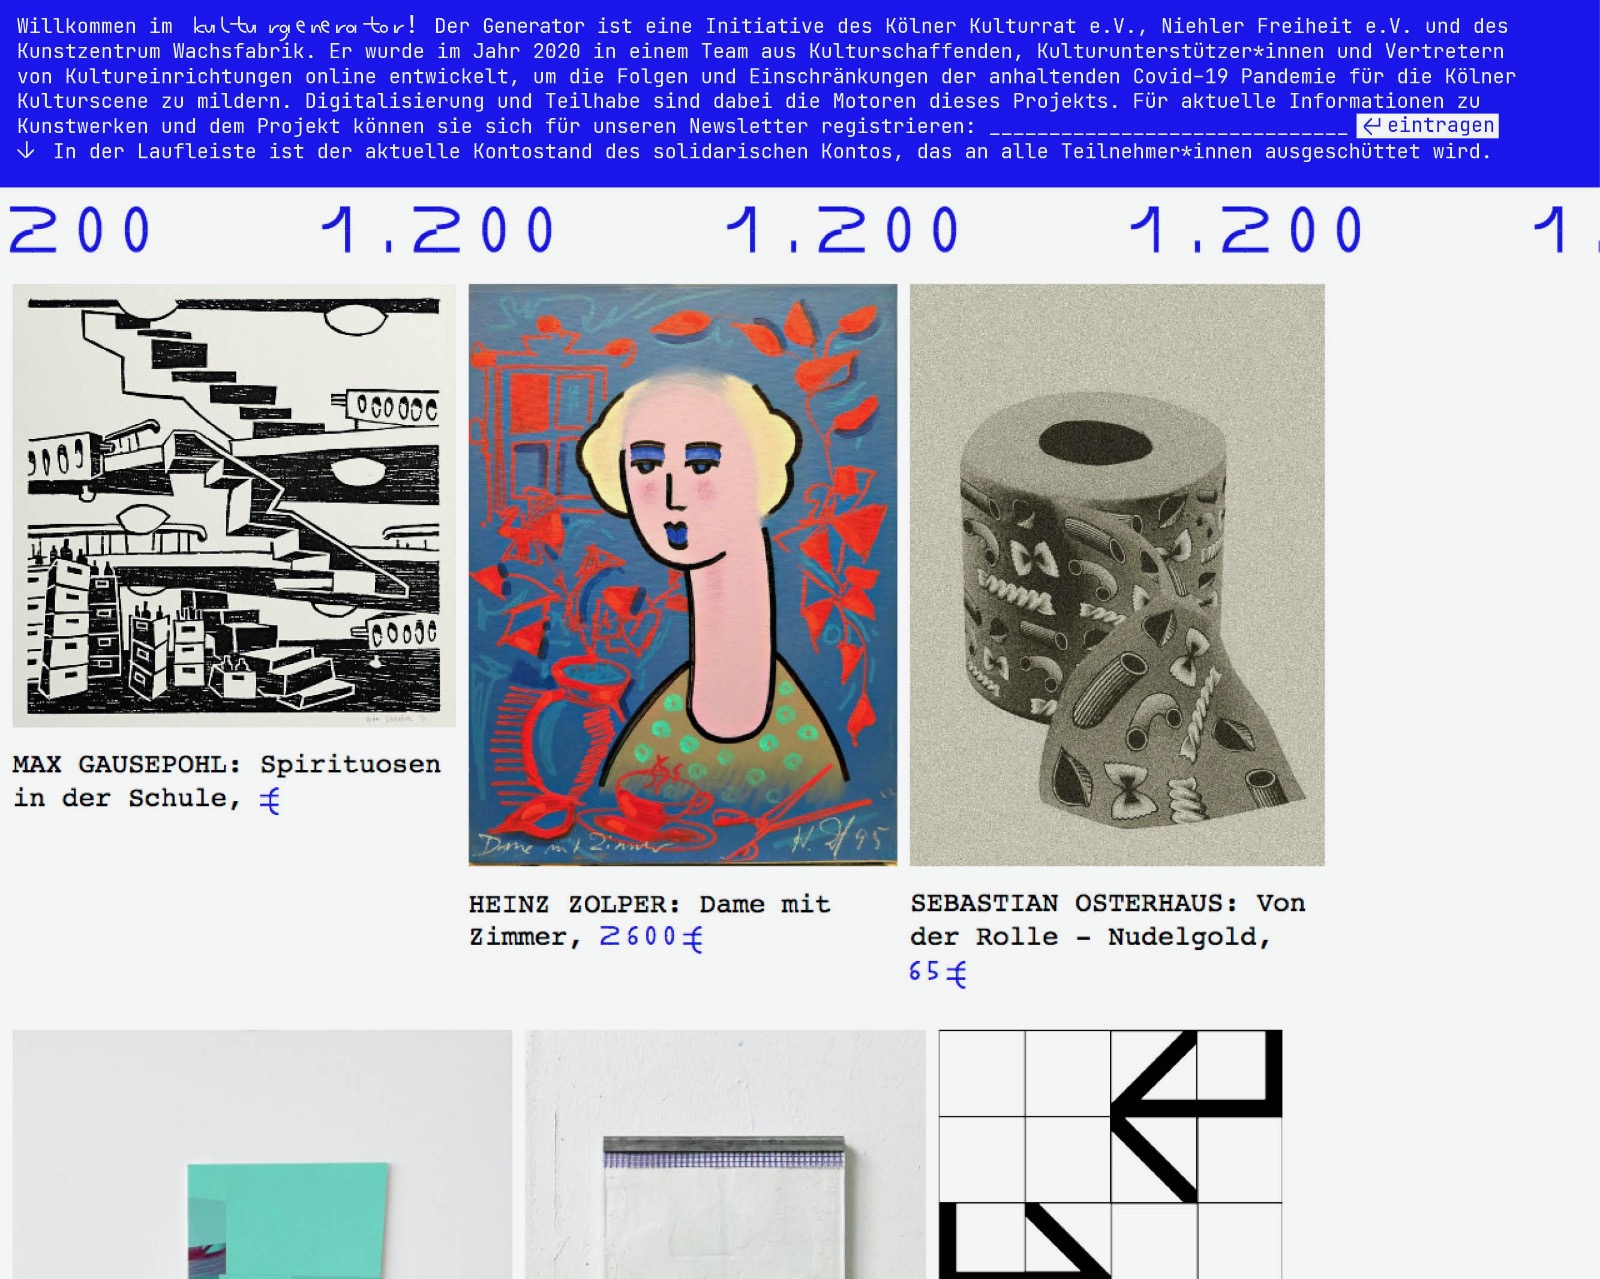 Willkommen im kulturgenerator! Der Generator ist eine Initiative des Kölner Kulturrat e.V., Niehler Freiheit e.V. und des
Kunstzentrum Wachsfabrik. Er wurde im Jahr 2020 in einem Team aus Kulturschaffenden, Kulturunterstützer*innen und Vertretern
von Kultureinrichtungen online entwickelt, um die Folgen und Einschränkungen der anhaltenden Covid-19 Pandemie für die Kölner
Kulturscene zu mildern. Digitalisierung und Teilhabe sind dabei die Motoren dieses Projekts. Für aktuelle Informationen zu
Kunstwerken und dem Projekt können sie sich für unseren Newsletter registrieren: ______________________________ ↵ eintragen
↓ In der Laufleiste ist der aktuelle Kontostand des solidarischen Kontos, das an alle Teilnehmer*innen ausgeschüttet wird.
200 1.200 1.200 1.200 1.
Dame mit Zimmer H. Z 95
MAX GAUSEPOHL: Spirituosen
in der Schule, €
HEINZ ZOLPER: Dame mit
Zimmer, 2600€
SEBASTIAN OSTERHAUS: Von
der Rolle – Nudelgold,
65€